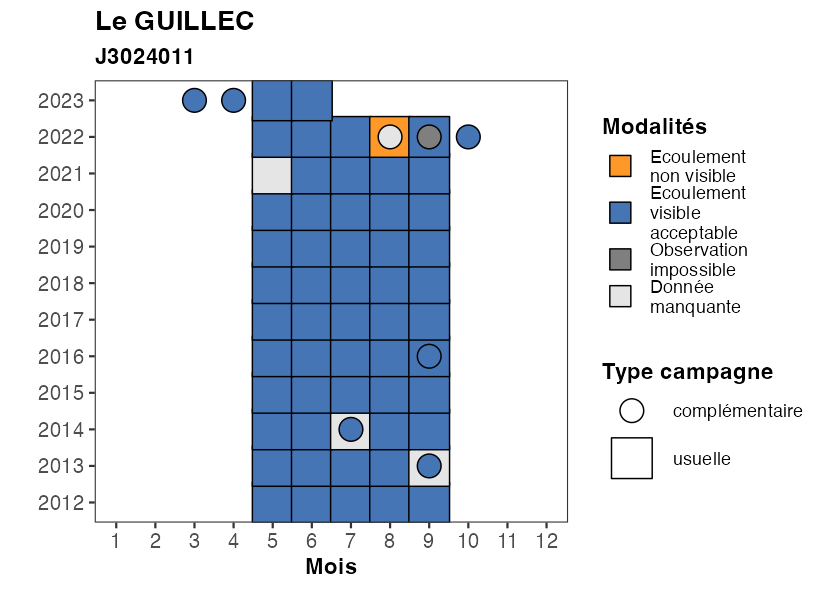 Le GUILLEC
J3024011
2023
2022
2021
2020
2019
2018
2017
2016
2015
2014
2013
2012
1 2 3 4 5 6 7 8 9 10 11 12
Mois
Modalités
Ecoulement
non visible
Ecoulement
visible
acceptable
Observation
impossible
Donnée
manquante
Type campagne
complémentaire
usuelle